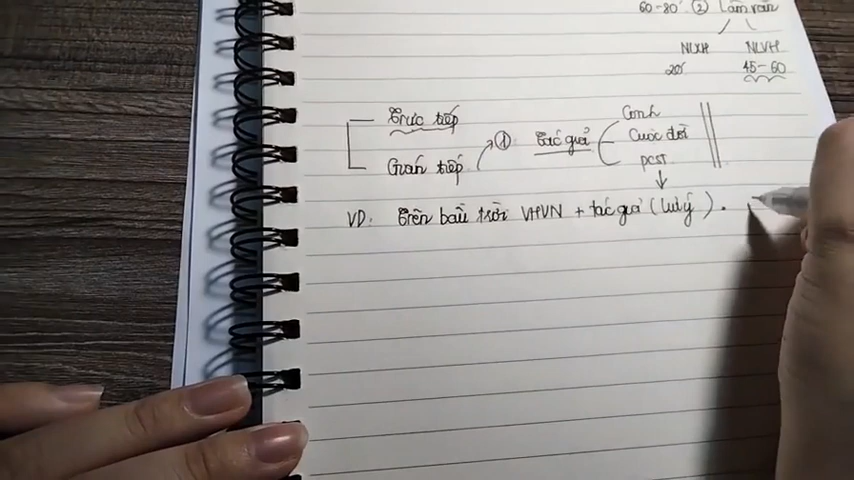 60-80' ② Làm văn
NLXH NLVH
20' 45-60
Trực tiếp
Gián tiếp
① Tác giả
Cuộc đời
PCST
VD: Trên bầu trời VHVN + tác giả (lưu ý).